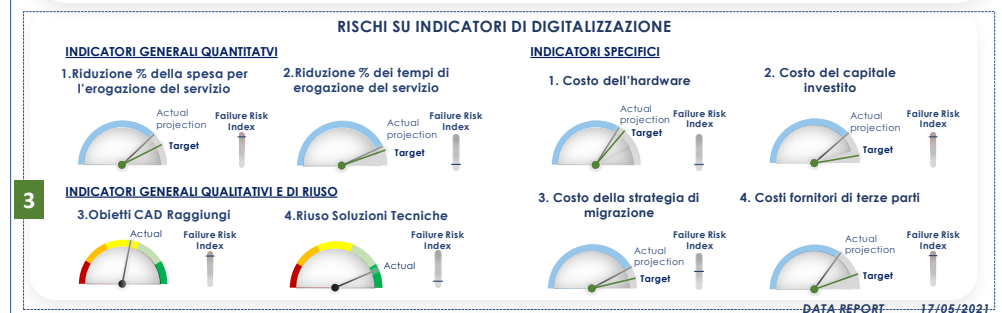 RISCHI SU INDICATORI DI DIGITALIZZAZIONE
INDICATORI GENERALI QUANTITATVI
1.Riduzione % della spesa per
l'erogazione del servizio
Actual
projection
Target
Failure Risk
Index
2.Riduzione % dei tempi di
erogazione del servizio
Actual
projection
Target
Failure Risk
Index
INDICATORI SPECIFICI
1. Costo dell'hardware
Actual
projection
Target
Failure Risk
Index
2. Costo del capitale
investito
Actual
projection
Target
Failure Risk
Index
3
INDICATORI GENERALI QUALITATIVI E DI RIUSO
3.Obietti CAD Raggiungi
Actual
Failure Risk
Index
4.Riuso Soluzioni Tecniche
Actual
Failure Risk
Index
3. Costo della strategia di
migrazione
Actual
projection
Target
Failure Risk
Index
4. Costi fornitori di terze parti
Actual
projection
Target
Failure Risk
Index
DATA REPORT 17/05/2021